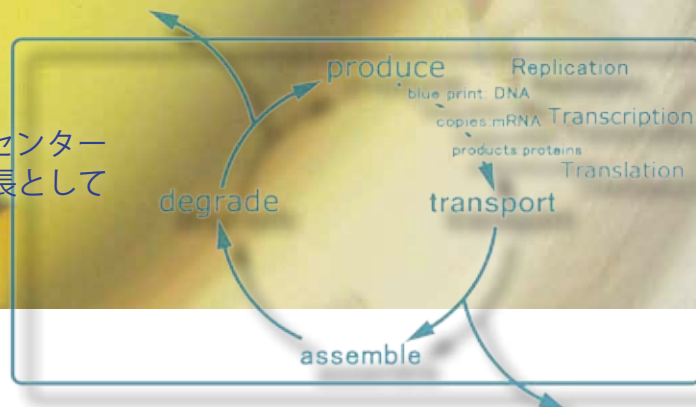 produce
Replication
blue print: DNA
copies:mRNA
Transcription
センター
products:proteins
Translation
長として
degrade
transport
assemble